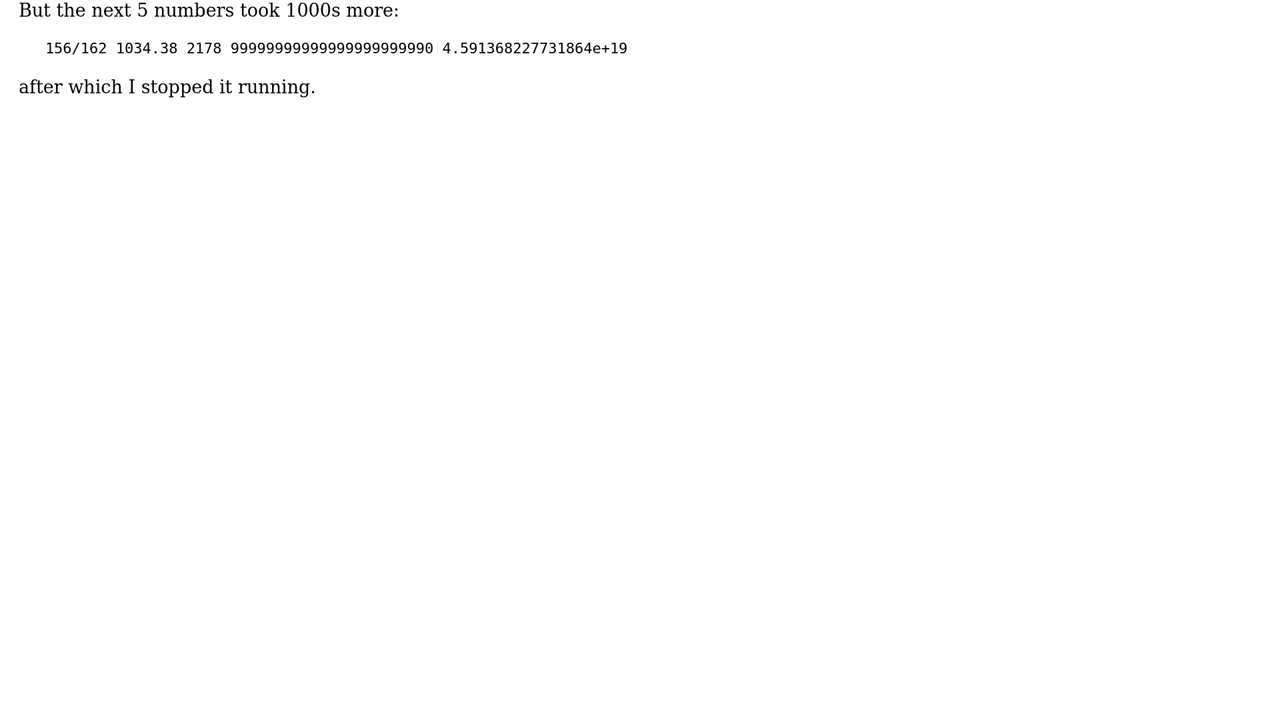 But the next 5 numbers took 1000s more:
156/162 1034.38 2178 99999999999999999999990 4.591368227731864e+19
after which I stopped it running.